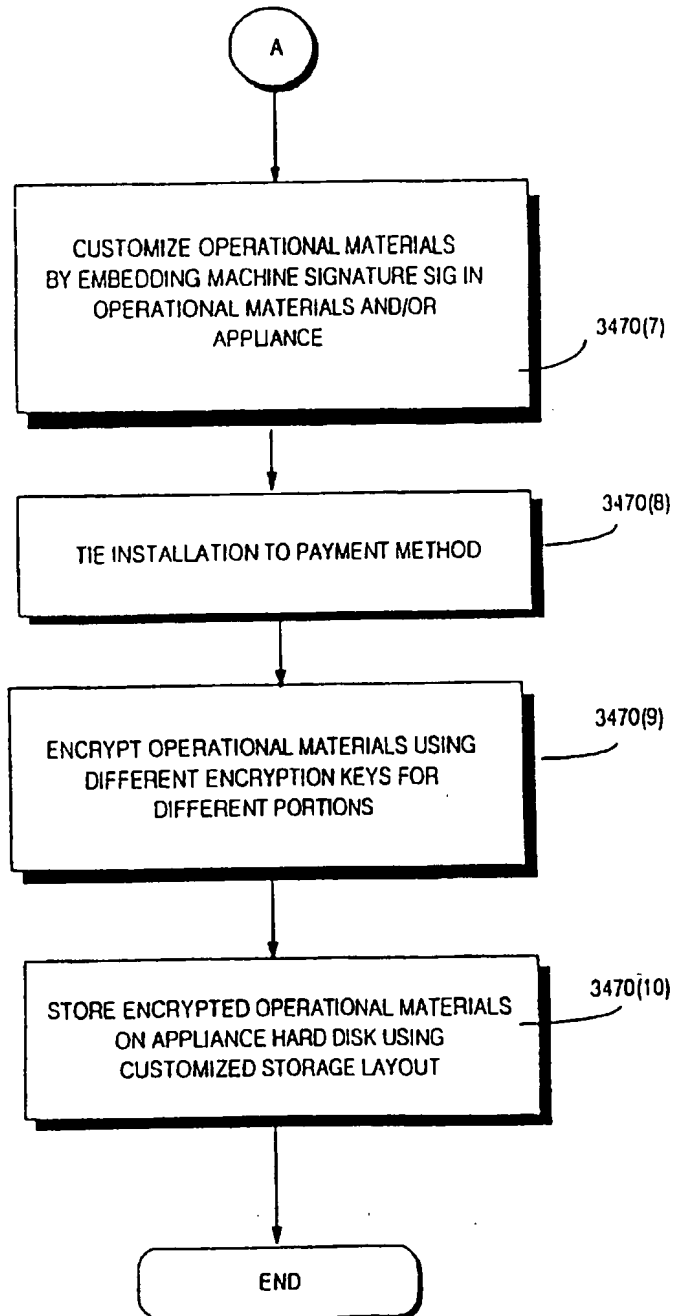 A
CUSTOMIZE OPERATIONAL MATERIALS
BY EMBEDDING MACHINE SIGNATURE SIG IN
OPERATIONAL MATERIALS AND/OR
APPLIANCE
3470(7)
3470(8)
TIE INSTALLATION TO PAYMENT METHOD
3470(9)
ENCRYPT OPERATIONAL MATERIALS USING
DIFFERENT ENCRYPTION KEYS FOR
DIFFERENT PORTIONS
3470(10)
STORE ENCRYPTED OPERATIONAL MATERIALS
ON APPLIANCE HARD DISK USING
CUSTOMIZED STORAGE LAYOUT
END